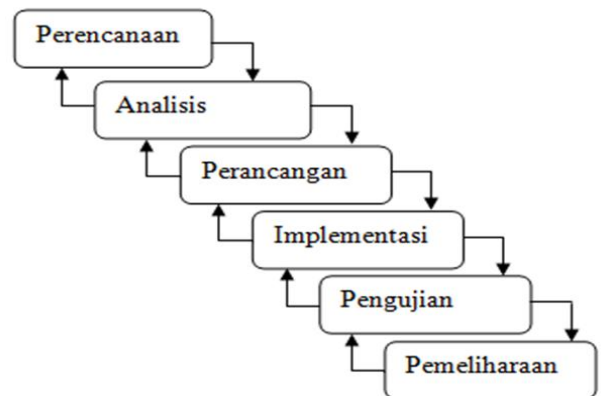 Perencanaan
Analisis
Perancangan
Implementasi
Pengujian
Pemeliharaan